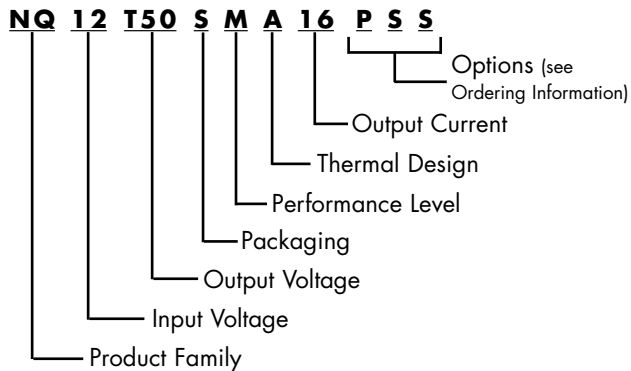 NQ 12 T50 S M A 16 P S S
Options (see
Ordering Information)
Output Current
Thermal Design
Performance Level
Packaging
Output Voltage
Input Voltage
Product Family